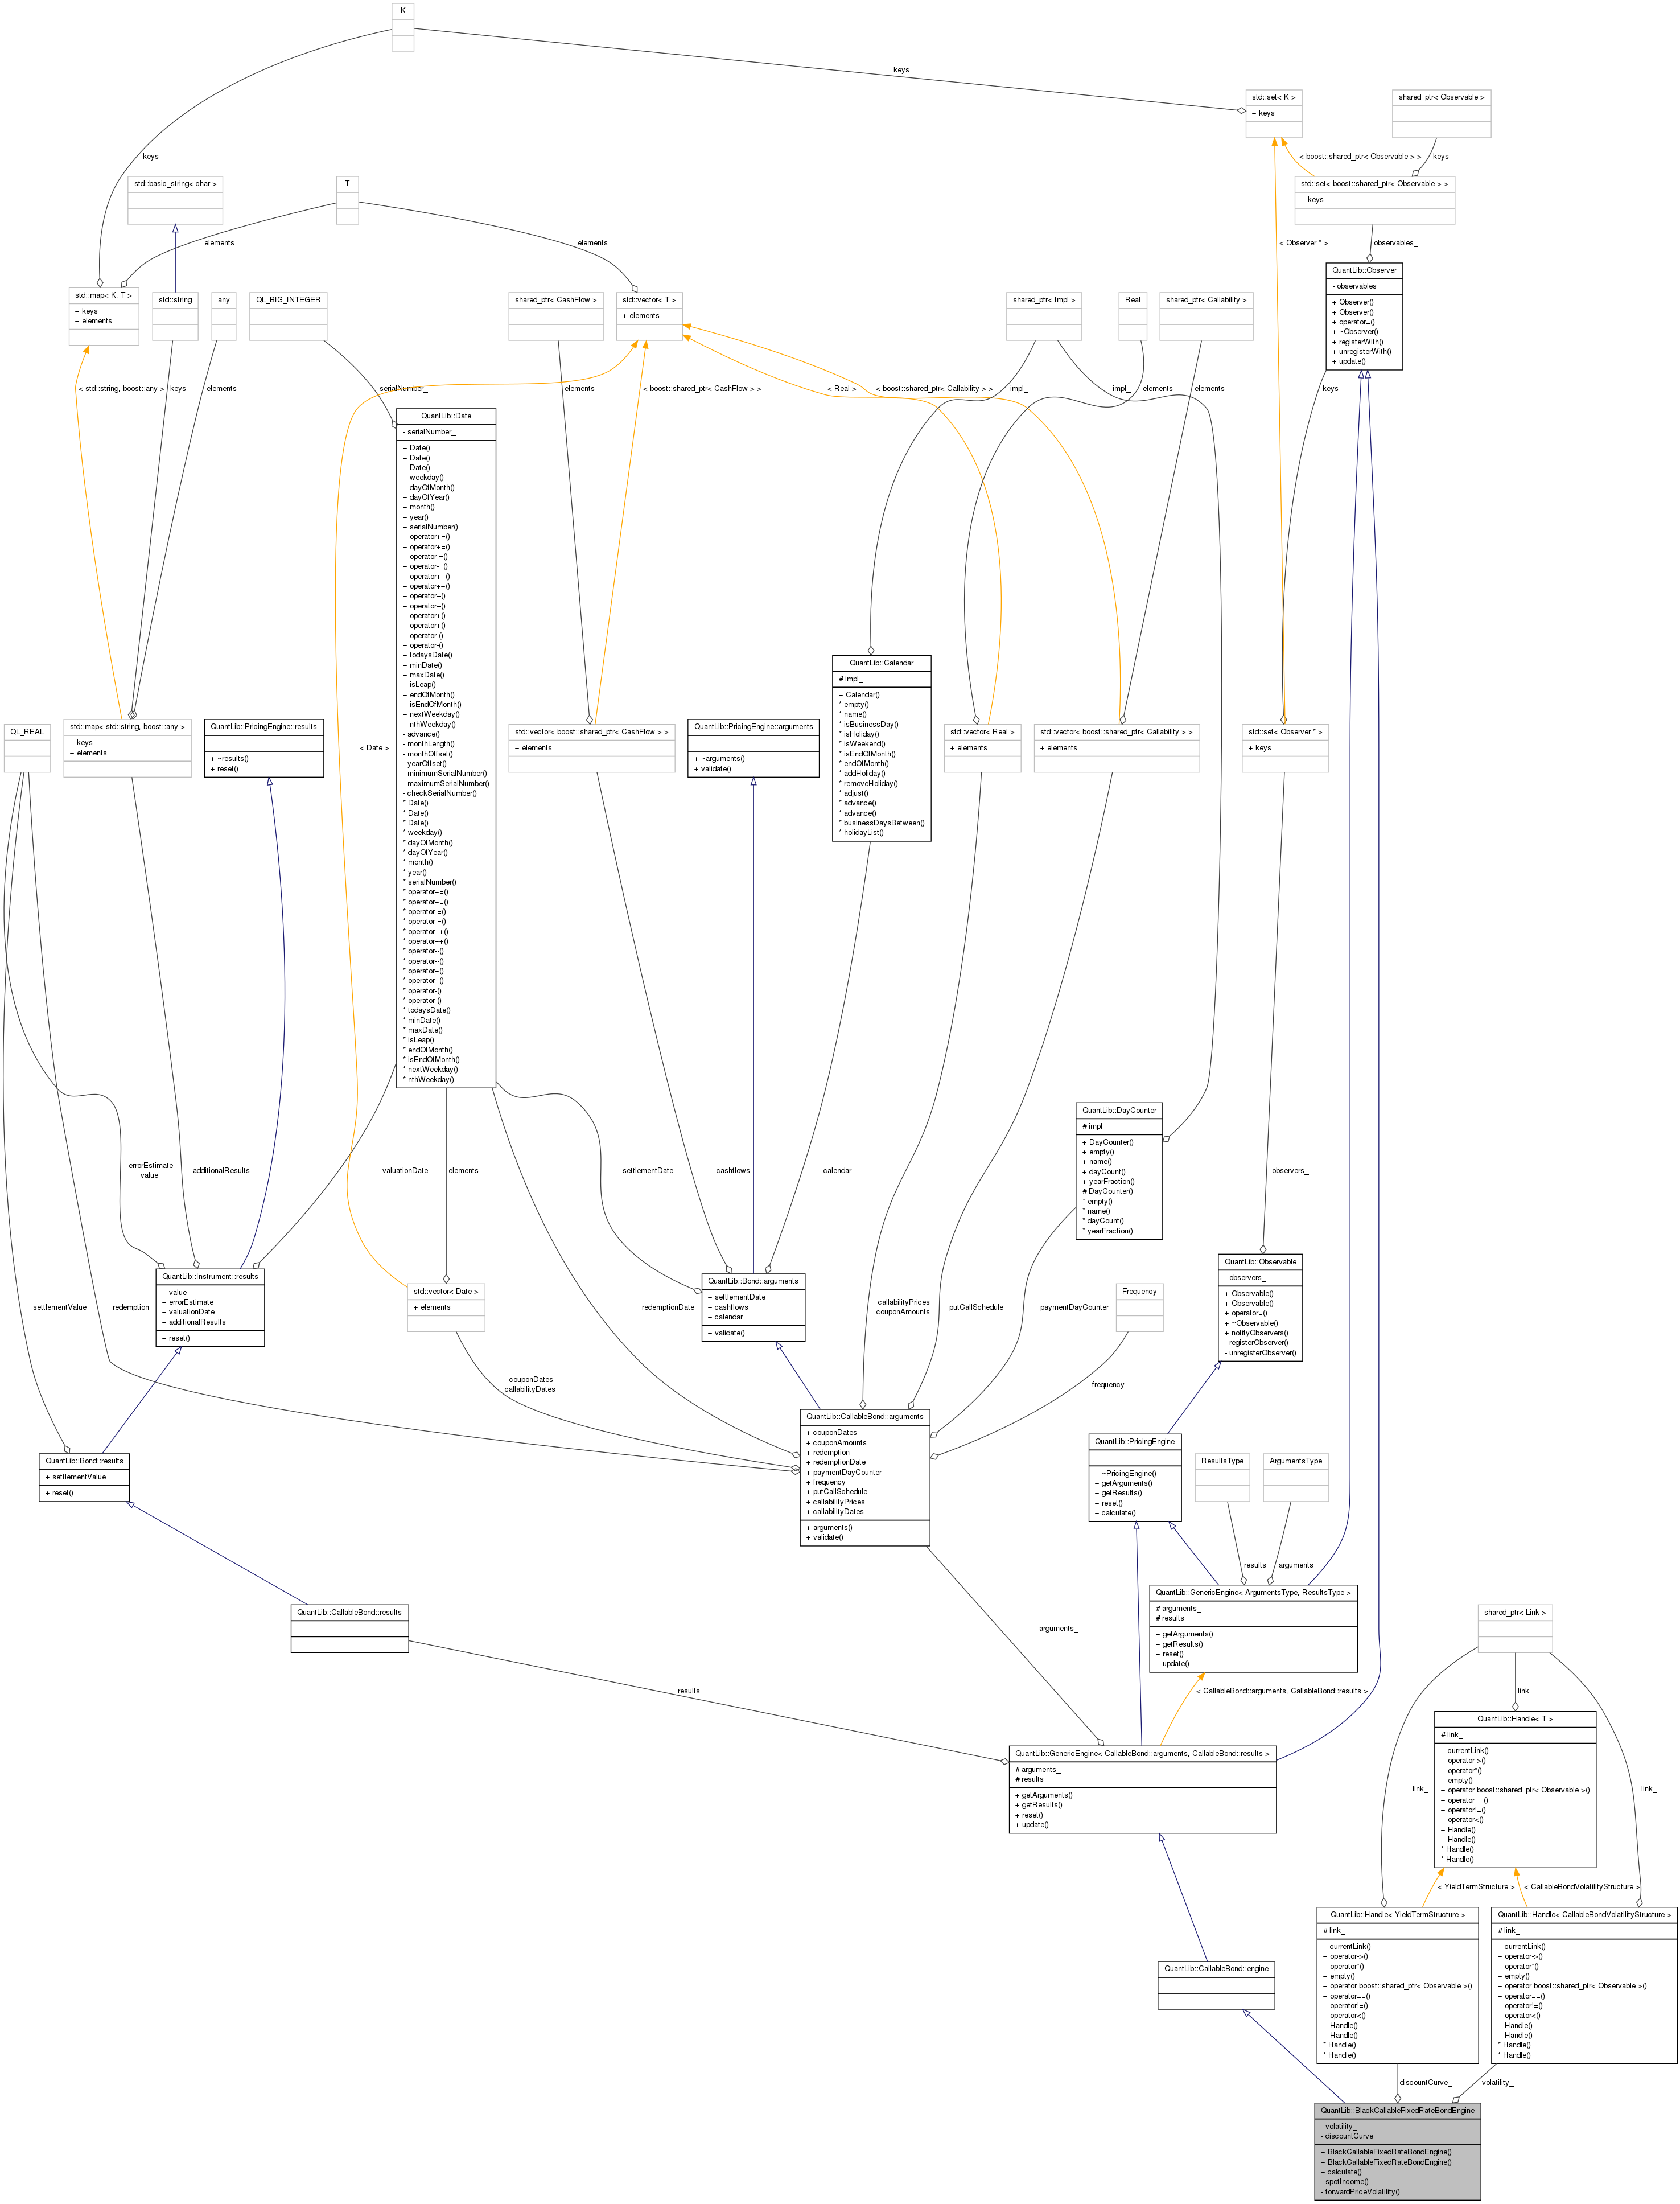 K
keys
std::set< K >
+ keys
shared_ptr< Observable >
keys
< boost::shared_ptr< Observable > >
keys
std::basic_string< char >
T
std::set< boost::shared_ptr< Observable > >
+ keys
elements
elements
< Observer * >
observables_
QuantLib::Observer
- observables_
+ Observer()
+ Observer()
+ operator=()
+ ~Observer()
+ registerWith()
+ unregisterWith()
+ update()
std::map< K, T >
+ keys
+ elements
std::string
any
QL_BIG_INTEGER
shared_ptr< CashFlow >
std::vector< T >
+ elements
shared_ptr< Impl >
Real
shared_ptr< Callability >
< std::string, boost::any >
keys
elements
serialNumber_
elements
< boost::shared_ptr< CashFlow > >
< Real >
< boost::shared_ptr< Callability > >
impl_
impl_
elements
elements
keys
QuantLib::Date
- serialNumber_
+ Date()
+ Date()
+ Date()
+ weekday()
+ dayOfMonth()
+ dayOfYear()
+ month()
+ year()
+ serialNumber()
+ operator+=()
+ operator+=()
+ operator-=()
+ operator-=()
+ operator++()
+ operator++()
+ operator--()
+ operator--()
+ operator+()
+ operator+()
+ operator-()
+ operator-()
+ todaysDate()
+ minDate()
+ maxDate()
+ isLeap()
+ endOfMonth()
+ isEndOfMonth()
+ nextWeekday()
+ nthWeekday()
- advance()
- monthLength()
- monthOffset()
- yearOffset()
- minimumSerialNumber()
- maximumSerialNumber()
- checkSerialNumber()
* Date()
* Date()
* Date()
* weekday()
* dayOfMonth()
* dayOfYear()
* month()
* year()
* serialNumber()
* operator+=()
* operator+=()
* operator-=()
* operator-=()
* operator++()
* operator++()
* operator--()
* operator--()
* operator+()
* operator+()
* operator-()
* operator-()
* todaysDate()
* minDate()
* maxDate()
* isLeap()
* endOfMonth()
* isEndOfMonth()
* nextWeekday()
* nthWeekday()
QuantLib::Calendar
# impl_
+ Calendar()
* empty()
* name()
* isBusinessDay()
* isHoliday()
* isWeekend()
* isEndOfMonth()
* endOfMonth()
* addHoliday()
* removeHoliday()
* adjust()
* advance()
* advance()
* businessDaysBetween()
* holidayList()
QL_REAL
std::map< std::string, boost::any >
+ keys
+ elements
QuantLib::PricingEngine::results
+ ~results()
+ reset()
< Date >
std::vector< boost::shared_ptr< CashFlow > >
+ elements
QuantLib::PricingEngine::arguments
+ ~arguments()
+ validate()
std::vector< Real >
+ elements
std::vector< boost::shared_ptr< Callability > >
+ elements
std::set< Observer * >
+ keys
QuantLib::DayCounter
# impl_
+ DayCounter()
+ empty()
+ name()
+ dayCount()
+ yearFraction()
# DayCounter()
* empty()
* name()
* dayCount()
* yearFraction()
errorEstimate
value
additionalResults
valuationDate
elements
settlementDate
cashflows
calendar
observers_
QuantLib::Observable
- observers_
+ Observable()
+ Observable()
+ operator=()
+ ~Observable()
+ notifyObservers()
- registerObserver()
- unregisterObserver()
QuantLib::Instrument::results
+ value
+ errorEstimate
+ valuationDate
+ additionalResults
+ reset()
std::vector< Date >
+ elements
QuantLib::Bond::arguments
+ settlementDate
+ cashflows
+ calendar
+ validate()
Frequency
settlementValue
redemption
redemptionDate
callabilityPrices
couponAmounts
putCallSchedule
paymentDayCounter
couponDates
callabilityDates
frequency
QuantLib::CallableBond::arguments
+ couponDates
+ couponAmounts
+ redemption
+ redemptionDate
+ paymentDayCounter
+ frequency
+ putCallSchedule
+ callabilityPrices
+ callabilityDates
+ arguments()
+ validate()
QuantLib::PricingEngine
+ ~PricingEngine()
+ getArguments()
+ getResults()
+ reset()
+ calculate()
ResultsType
ArgumentsType
QuantLib::Bond::results
+ settlementValue
+ reset()
results_
arguments_
QuantLib::GenericEngine< ArgumentsType, ResultsType >
# arguments_
# results_
+ getArguments()
+ getResults()
+ reset()
+ update()
QuantLib::CallableBond::results
arguments_
shared_ptr< Link >
results_
< CallableBond::arguments, CallableBond::results >
link_
QuantLib::Handle< T >
# link_
+ currentLink()
+ operator->()
+ operator*()
+ empty()
+ operator boost::shared_ptr< Observable >()
+ operator==()
+ operator!=()
+ operator<()
+ Handle()
+ Handle()
* Handle()
* Handle()
QuantLib::GenericEngine< CallableBond::arguments, CallableBond::results >
# arguments_
# results_
+ getArguments()
+ getResults()
+ reset()
+ update()
link_
link_
< YieldTermStructure >
< CallableBondVolatilityStructure >
QuantLib::Handle< YieldTermStructure >
# link_
+ currentLink()
+ operator->()
+ operator*()
+ empty()
+ operator boost::shared_ptr< Observable >()
+ operator==()
+ operator!=()
+ operator<()
+ Handle()
+ Handle()
* Handle()
* Handle()
QuantLib::Handle< CallableBondVolatilityStructure >
# link_
+ currentLink()
+ operator->()
+ operator*()
+ empty()
+ operator boost::shared_ptr< Observable >()
+ operator==()
+ operator!=()
+ operator<()
+ Handle()
+ Handle()
* Handle()
* Handle()
QuantLib::CallableBond::engine
discountCurve_
volatility_
QuantLib::BlackCallableFixedRateBondEngine
- volatility_
- discountCurve_
+ BlackCallableFixedRateBondEngine()
+ BlackCallableFixedRateBondEngine()
+ calculate()
- spotIncome()
- forwardPriceVolatility()